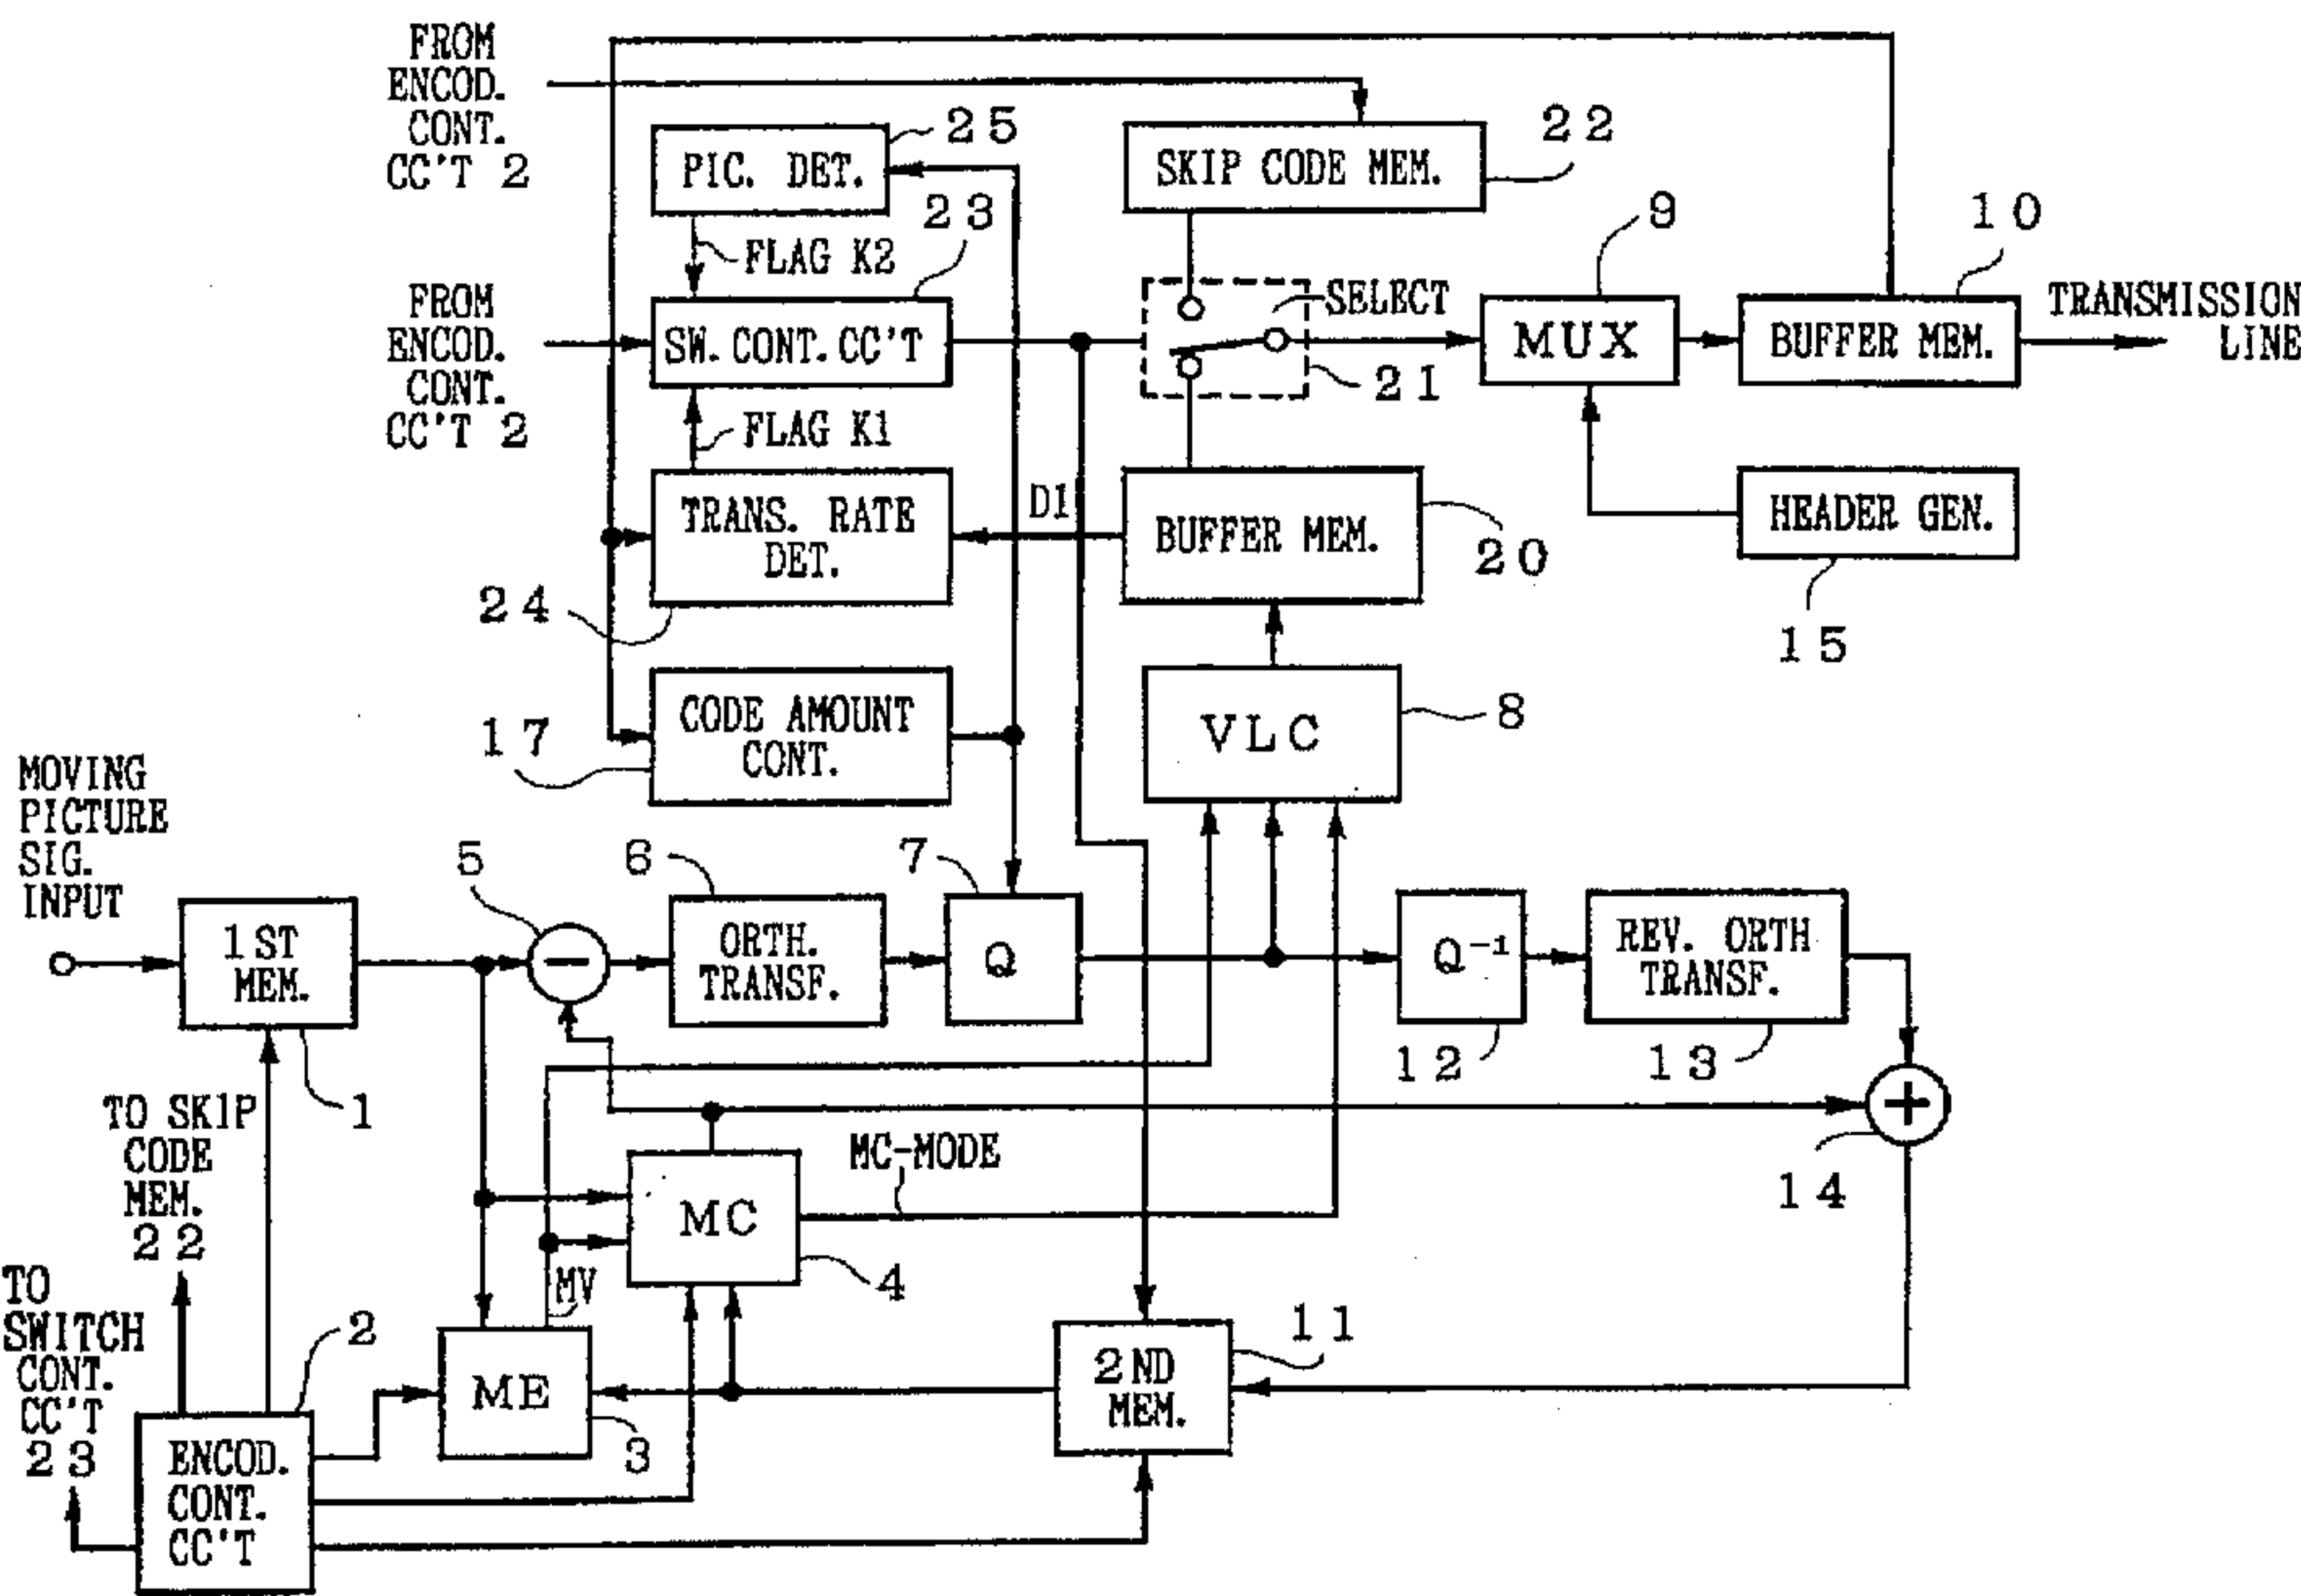 FROM
ENCOD.
CONT.
CC'T 2
25
PIC. DET.
SKIP CODE MEM.
22
23
FLAG K2
9
10
FROM
ENCOD.
CONT.
CC'T 2
SW. CONT. CC'T
SELECT
21
MUX
BUFFER MEM.
TRANSMISSION
LINE
FLAG K1
TRANS. RATE
DET.
24
D1
BUFFER MEM.
20
HEADER GEN.
15
CODE AMOUNT
CONT.
17
VLC
8
MOVING
PICTURE
SIG.
INPUT
1ST
MEM.
1
5
−
6
ORTH.
TRANSF.
7
Q
Q⁻¹
12
REV. ORTH
TRANSF.
13
+
14
TO SKIP
CODE
MEM.
22
MC-MODE
MC
4
MV
TO
SWITCH
CONT.
CC'T
23
2
ENCOD.
CONT.
CC'T
ME
3
2ND
MEM.
11